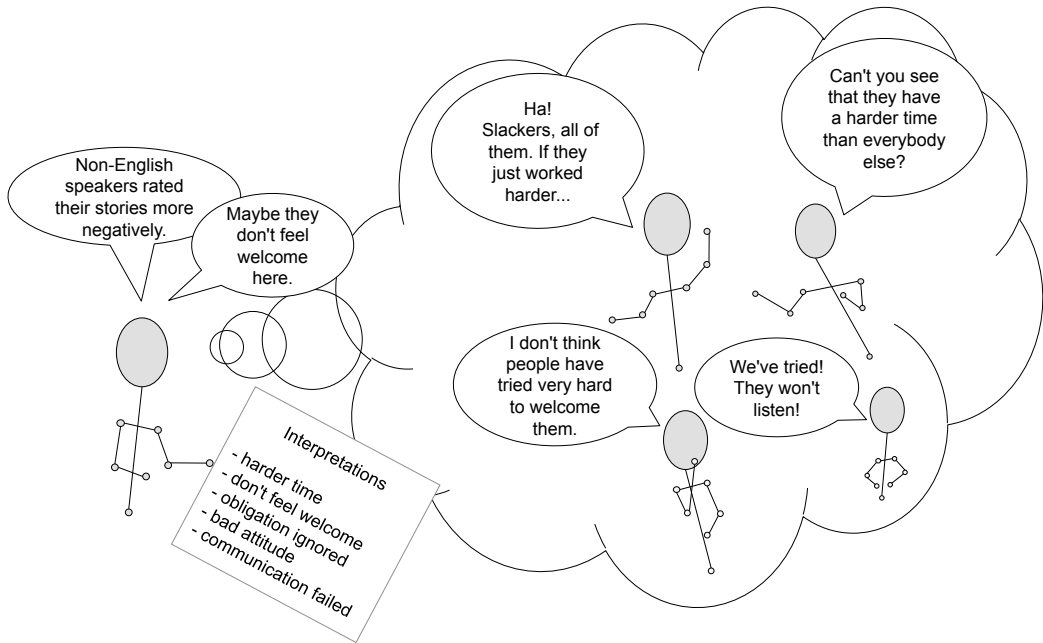 Non-English
speakers rated
their stories more
negatively.
Maybe they
don't feel
welcome
here.
Ha!
Slackers, all of
them. If they
just worked
harder...
Can't you see
that they have
a harder time
than everybody
else?
I don't think
people have
tried very hard
to welcome
them.
We've tried!
They won't
listen!
Interpretations
- harder time
- don't feel welcome
- obligation ignored
- bad attitude
- communication failed